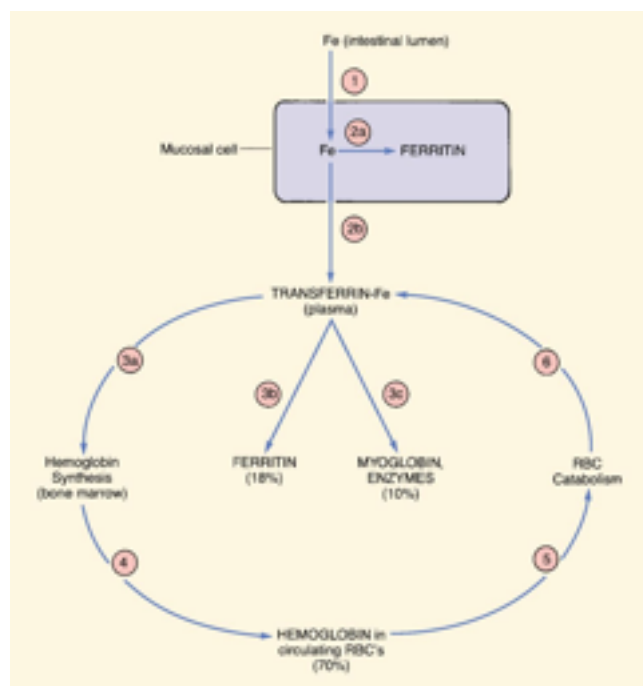 Fe (intestinal lumen)
1
Mucosal cell
2a
Fe
FERRITIN
2b
TRANSFERRIN-Fe
(plasma)
3a
6
3b
3c
Hemoglobin
Synthesis
(bone marrow)
FERRITIN
(18%)
MYOGLOBIN,
ENZYMES
(10%)
RBC
Catabolism
4
5
HEMOGLOBIN in
circulating RBC's
(70%)